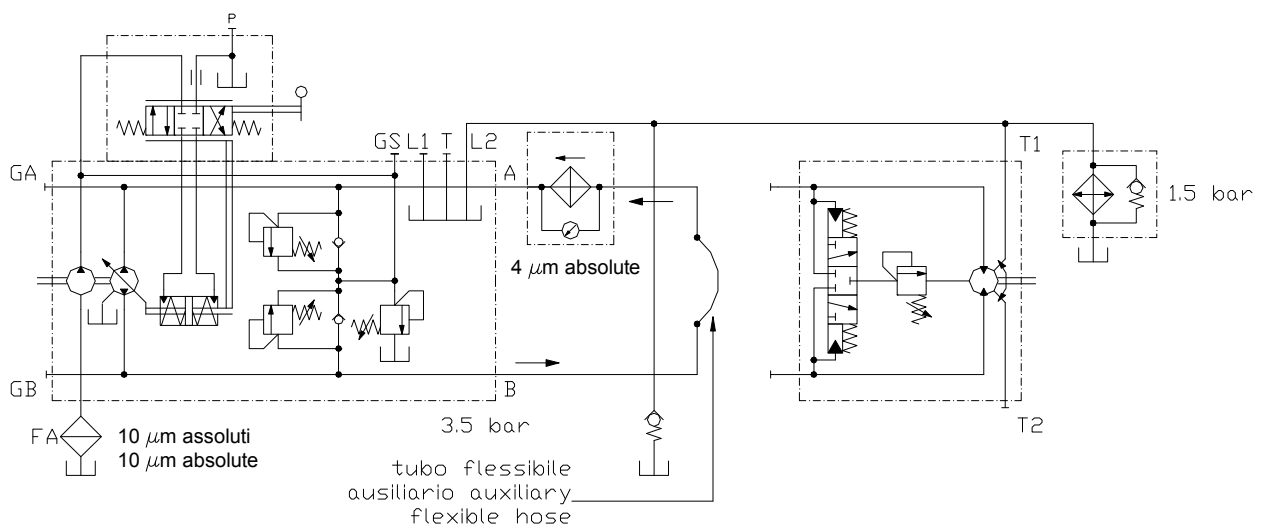 P
GS L1 T L2
GA
A
T1
1.5 bar
4 µm absolute
GB
B
T2
3.5 bar
FA
10 µm assoluti
10 µm absolute
tubo flessibile
ausiliario auxiliary
flexible hose